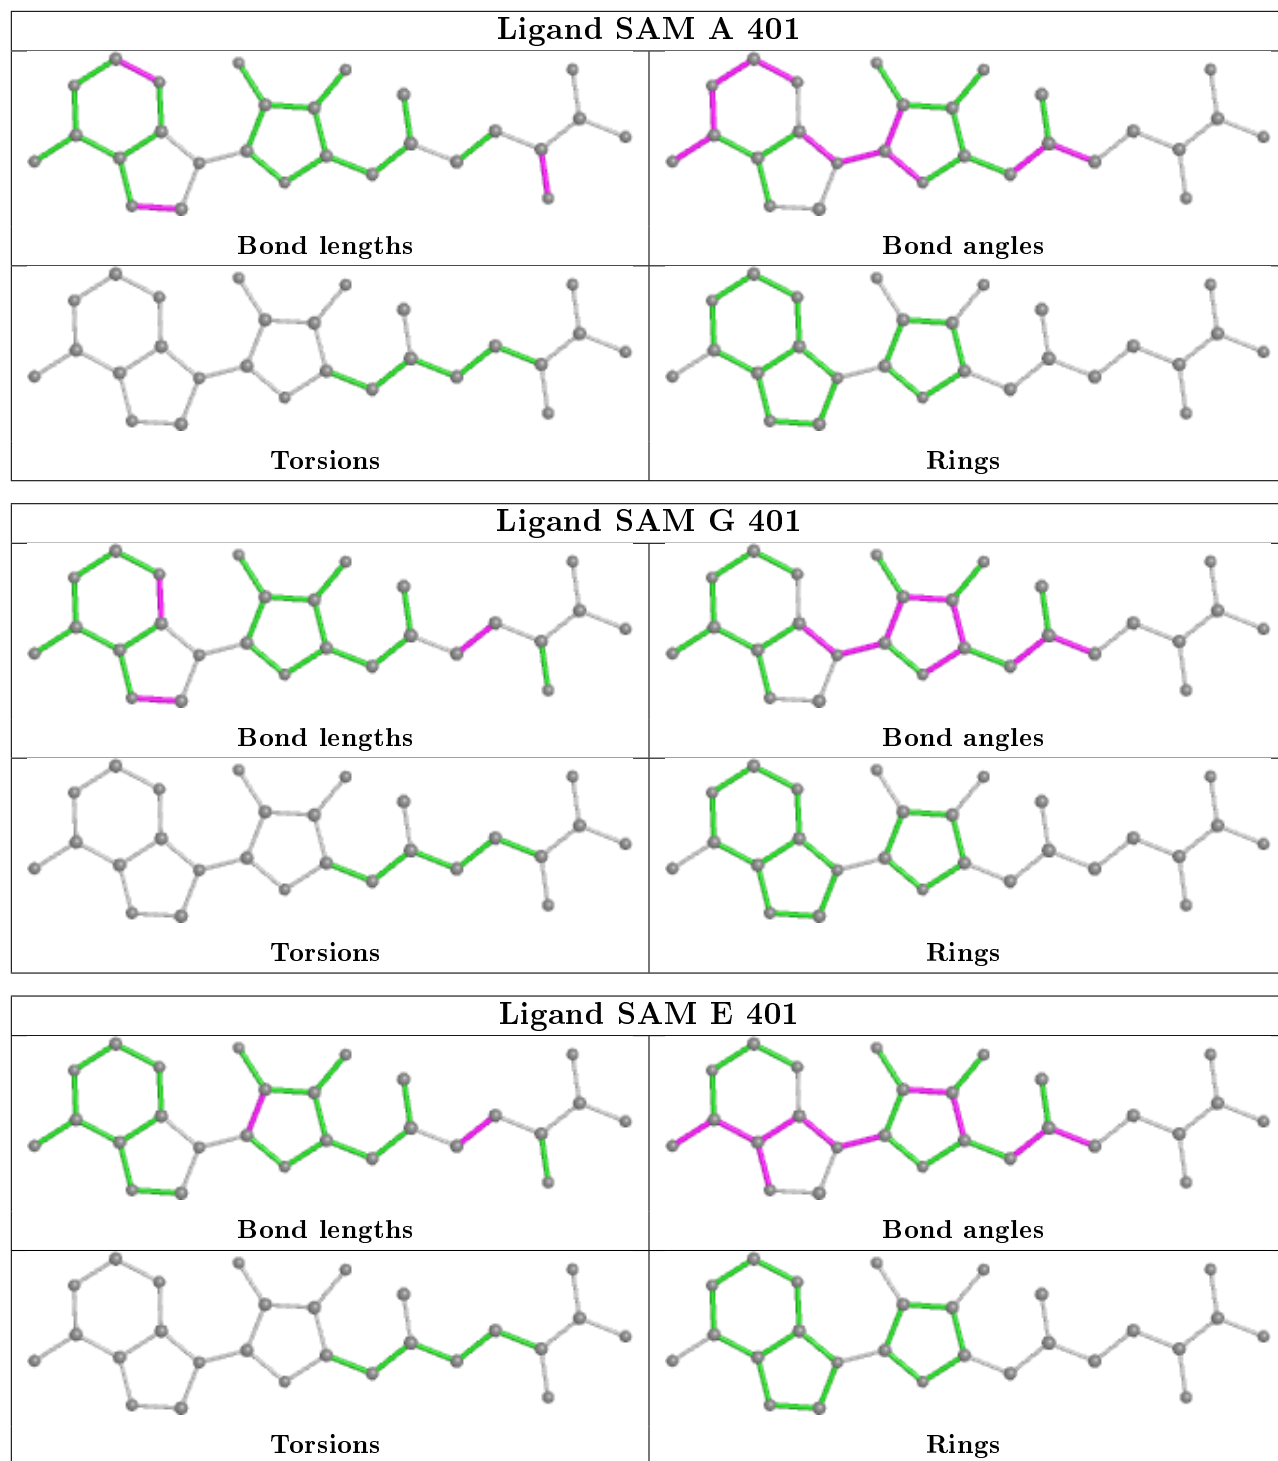 Ligand SAM A 401
Bond lengths
Bond angles
Torsions
Rings
Ligand SAM G 401
Bond lengths
Bond angles
Torsions
Rings
Ligand SAM E 401
Bond lengths
Bond angles
Torsions
Rings